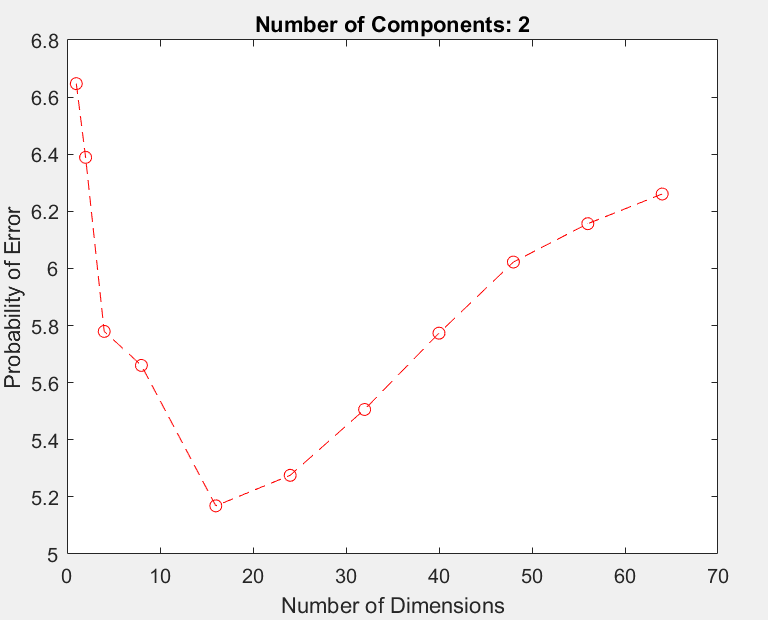 Number of Components: 2
6.8
6.6
6.4
6.2
6
5.8
5.6
5.4
5.2
5
Probability of Error
0 10 20 30 40 50 60 70
Number of Dimensions